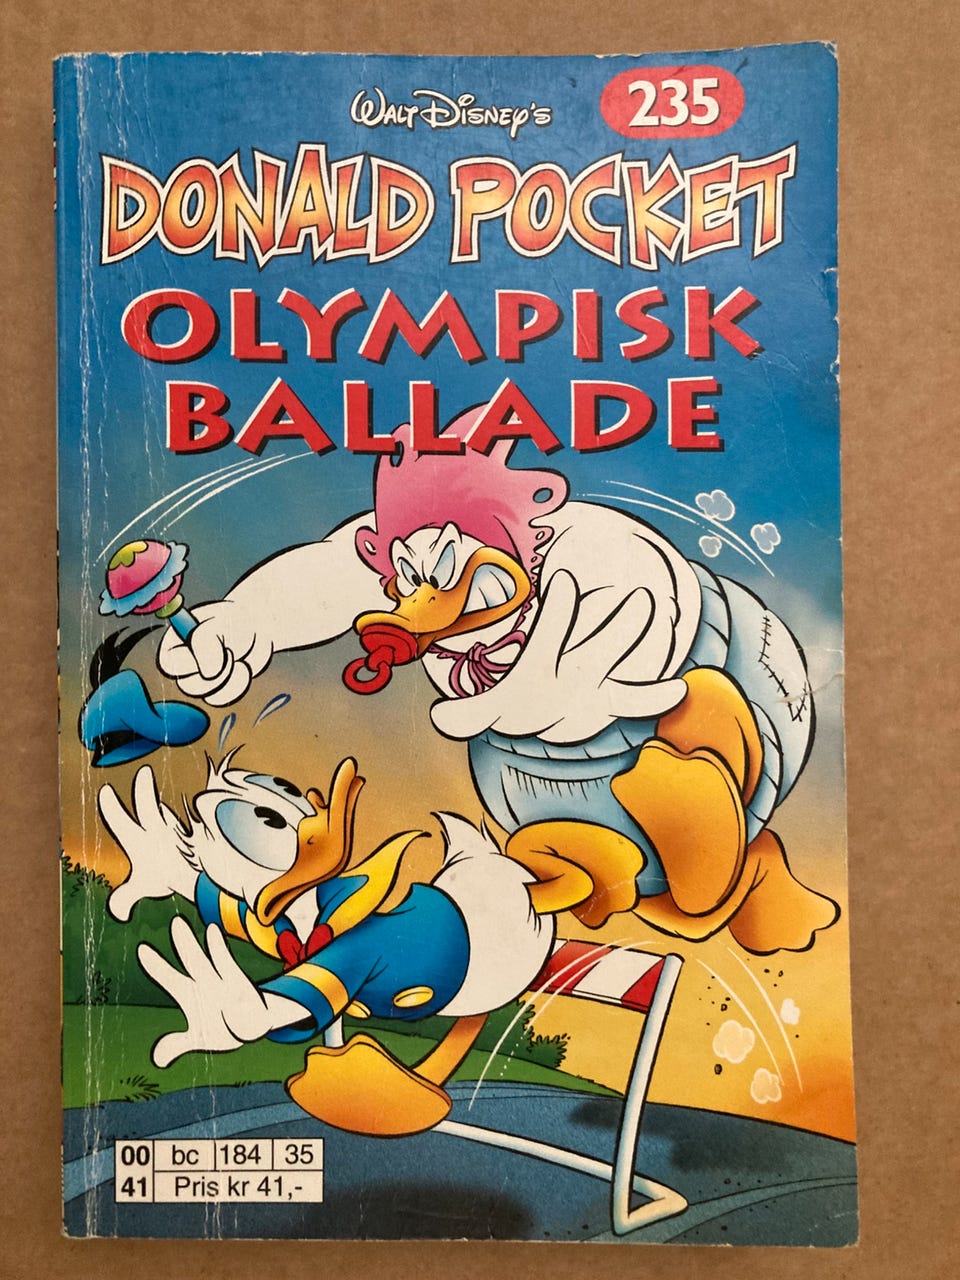 WALT DISNEY'S
235
DONALD POCKET
OLYMPISK
BALLADE
00 bc 184 35
41 Pris kr 41,-